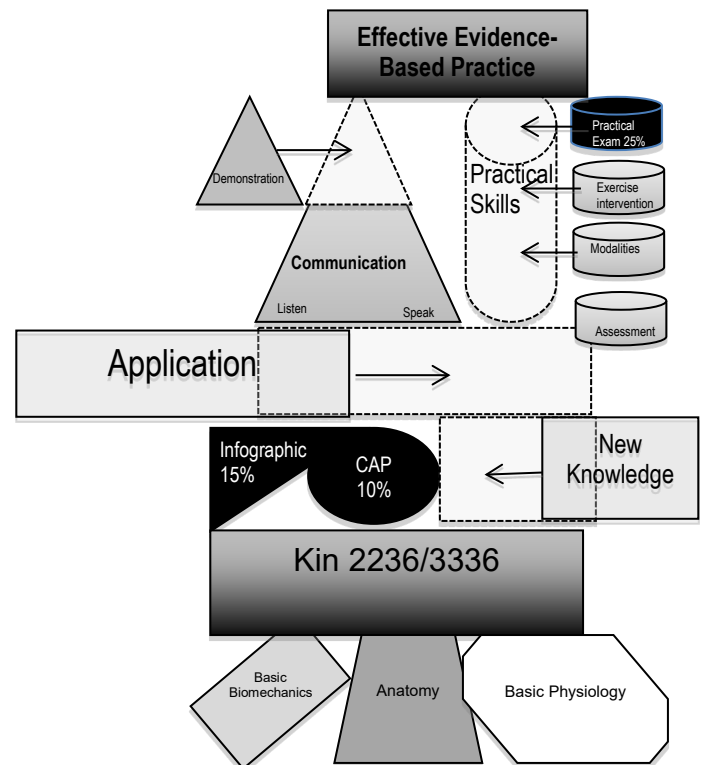 Effective Evidence-
Based Practice
Practical
Exam 25%
Demonstration
Practical
Skills
Exercise
intervention
Modalities
Communication
Listen
Speak
Assessment
Application
Infographic
15%
CAP
10%
New
Knowledge
Kin 2236/3336
Basic
Biomechanics
Anatomy
Basic Physiology